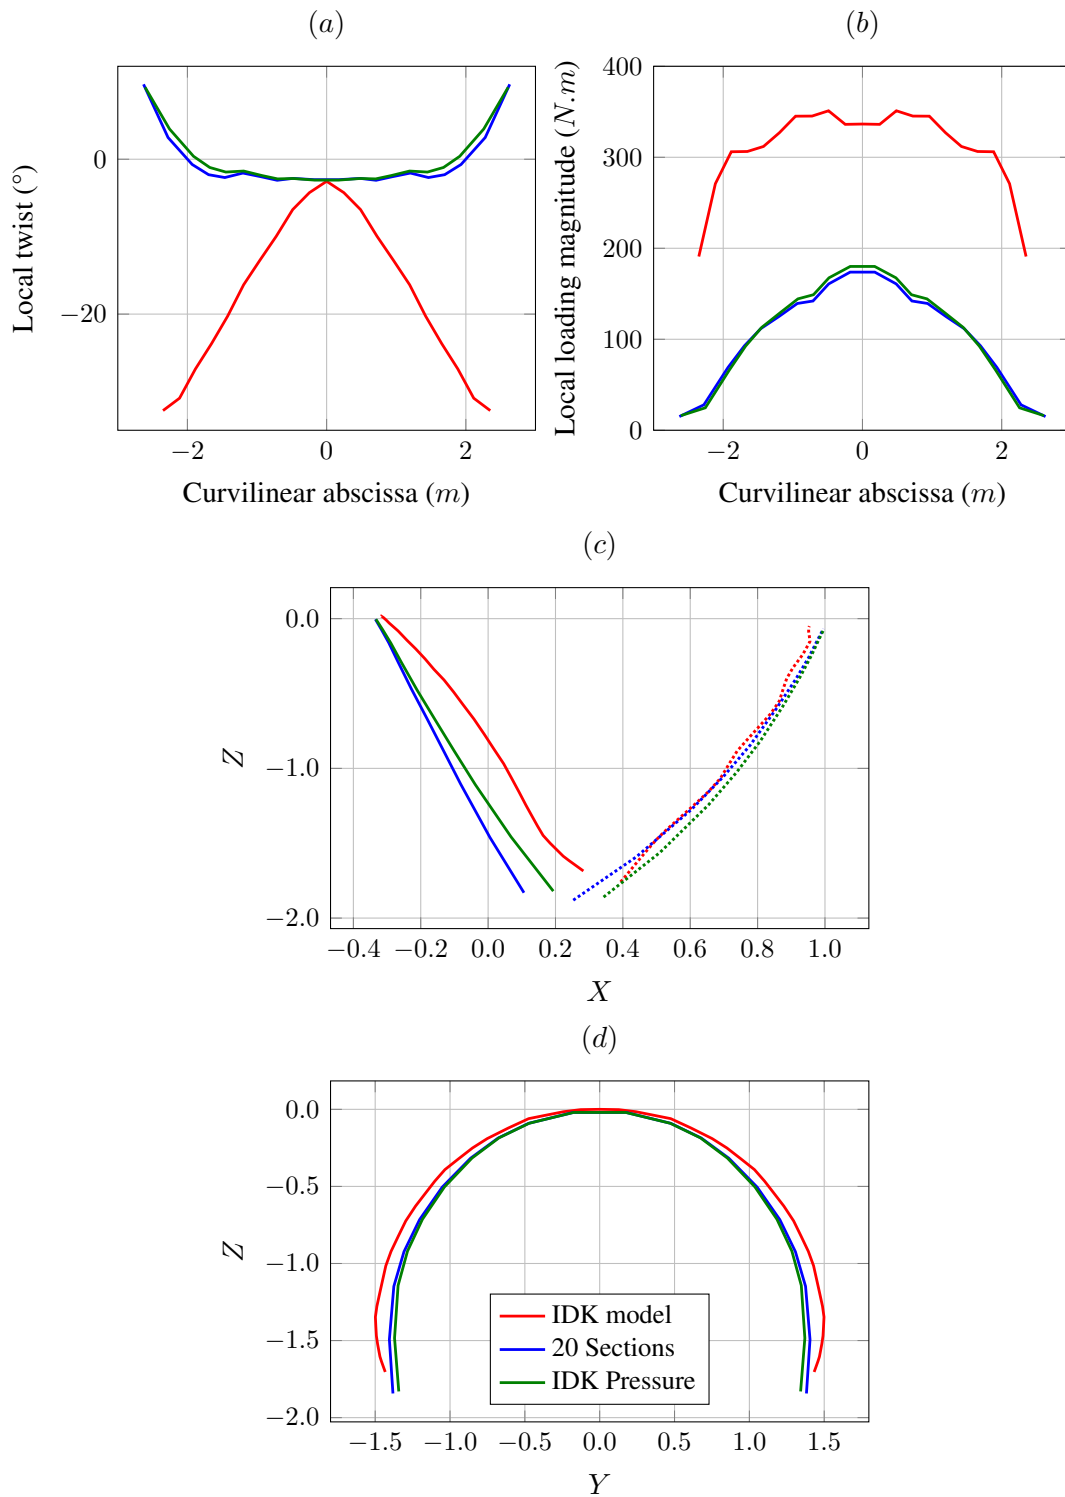 (a)
0
−20
−2
0
2
Local twist (°)
Curvilinear abscissa (m)
(b)
400
300
200
100
0
−2
0
2
Local loading magnitude (N.m)
Curvilinear abscissa (m)
(c)
0.0
−1.0
−2.0
−0.4
−0.2
0.0
0.2
0.4
0.6
0.8
1.0
Z
X
(d)
0.0
−0.5
−1.0
−1.5
−2.0
−1.5
−1.0
−0.5
0.0
0.5
1.0
1.5
Z
Y
IDK model
20 Sections
IDK Pressure